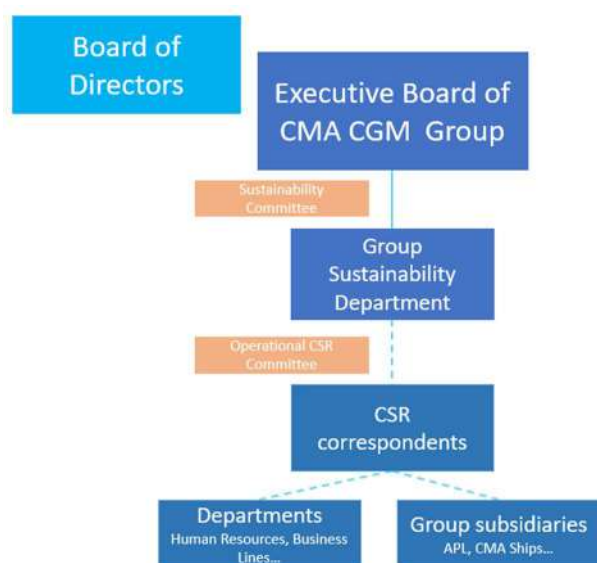 Board of
Directors
Executive Board of
CMA CGM Group
Sustainability
Committee
Group
Sustainability
Department
Operational CSR
Committee
CSR
correspondents
Departments
Human Resources, Business
Lines...
Group subsidiaries
APL, CMA Ships...